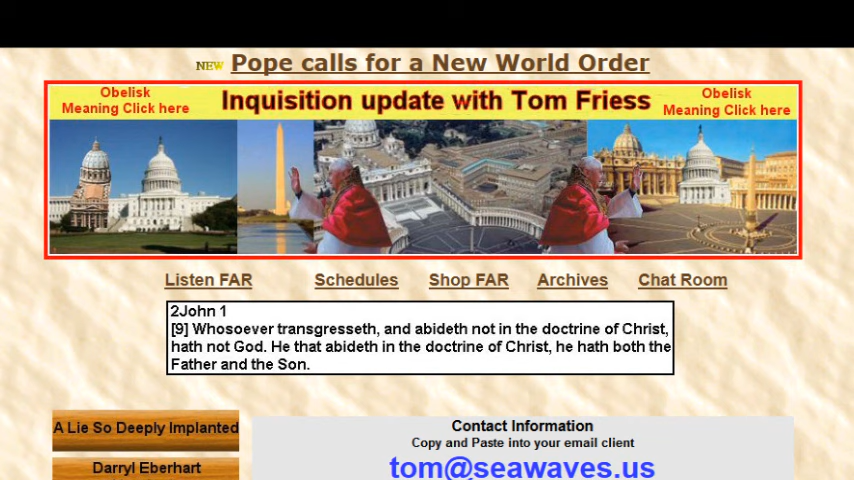 NEW Pope calls for a New World Order
Obelisk
Meaning Click here
Inquisition update with Tom Friess
Obelisk
Meaning Click here
Listen FAR Schedules Shop FAR Archives Chat Room
2John 1
[9] Whosoever transgresseth, and abideth not in the doctrine of Christ,
hath not God. He that abideth in the doctrine of Christ, he hath both the
Father and the Son.
A Lie So Deeply Implanted
Darryl Eberhart
Contact Information
Copy and Paste into your email client
tom@seawaves.us